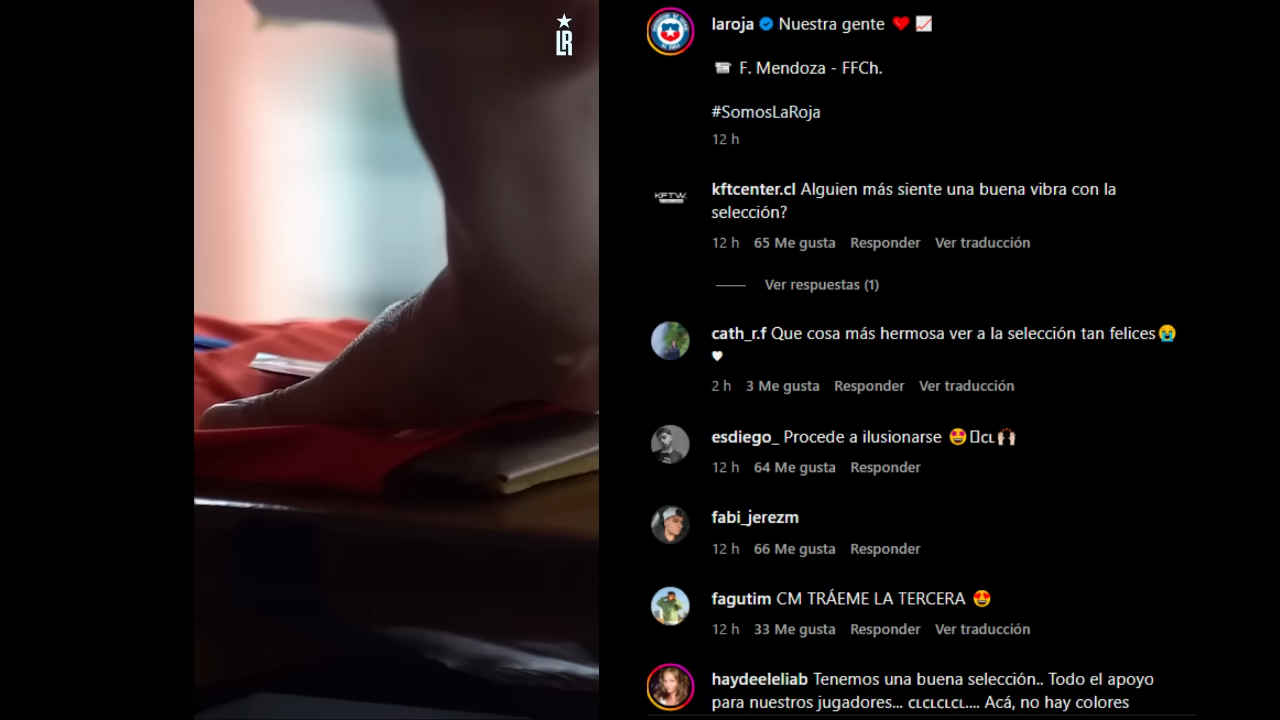 LR
laroja Nuestra gente ❤️ 📈
F. Mendoza - FFCh.
#SomosLaRoja
12 h
KFTW.
kftcenter.cl Alguien más siente una buena vibra con la
selección?
12 h 65 Me gusta Responder Ver traducción
Ver respuestas (1)
cath_r.f Que cosa más hermosa ver a la selección tan felices😭
♥
2 h 3 Me gusta Responder Ver traducción
esdiego_ Procede a ilusionarse 😍🇨🇱🙌🏻
12 h 64 Me gusta Responder
fabi_jerezm
12 h 66 Me gusta Responder
fagutim CM TRÁEME LA TERCERA 😍
12 h 33 Me gusta Responder Ver traducción
haydeeleliab Tenemos una buena selección.. Todo el apoyo
para nuestros jugadores... ᴄʟᴄʟᴄʟᴄʟ.... Acá, no hay colores